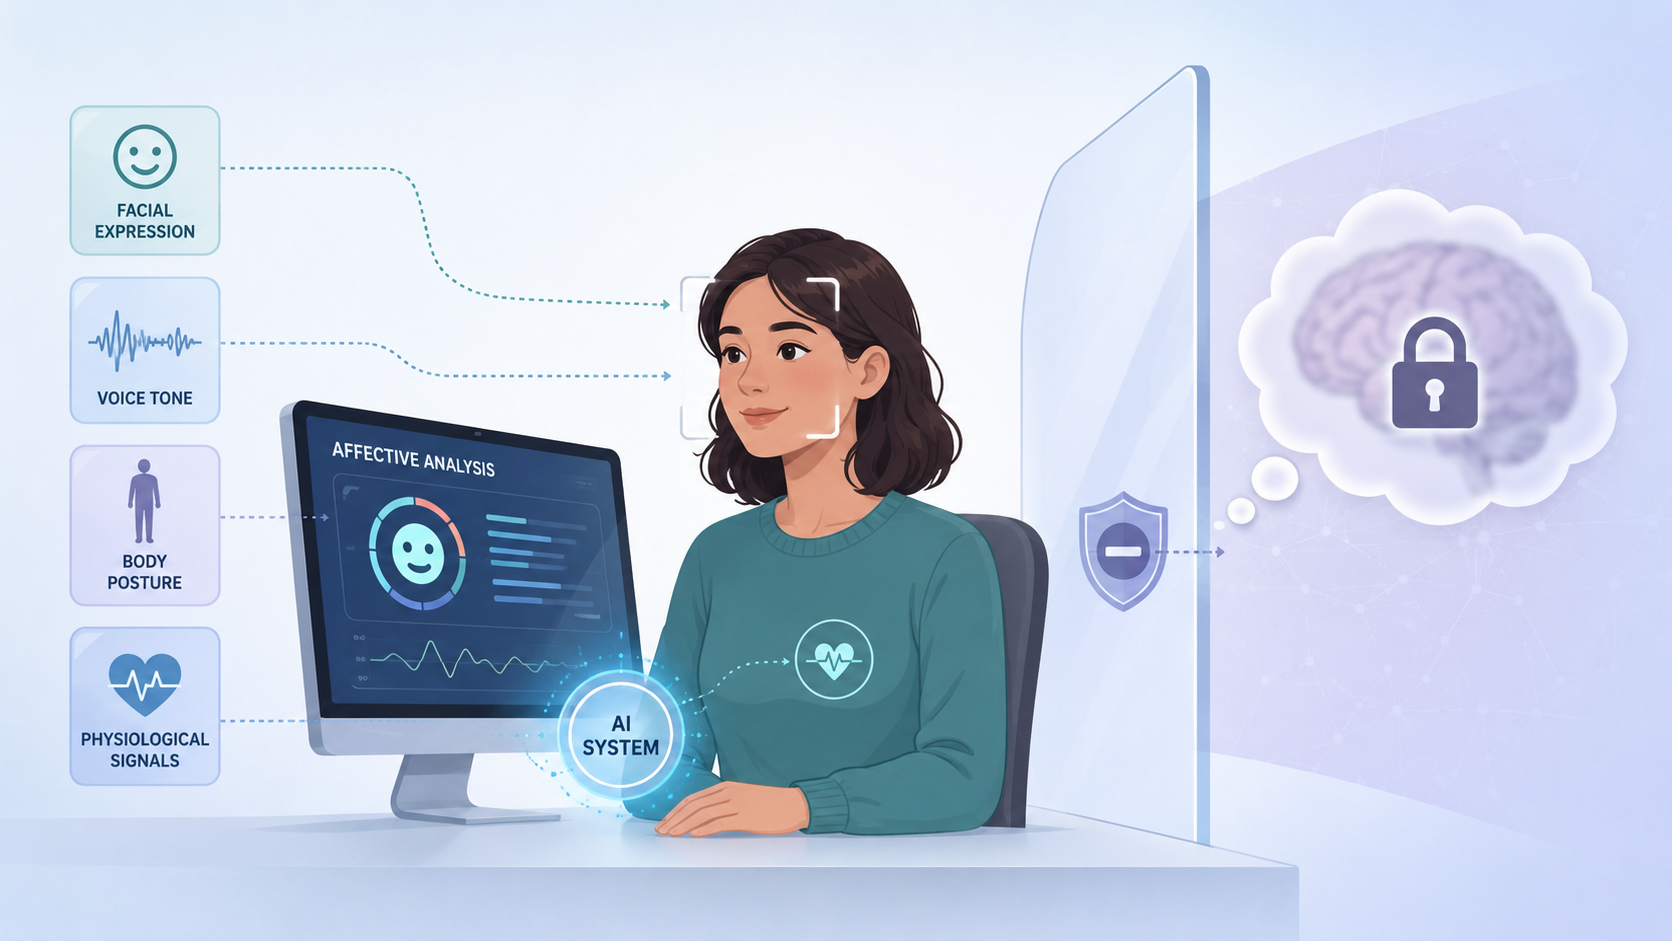 FACIAL
EXPRESSION
VOICE TONE
BODY
POSTURE
PHYSIOLOGICAL
SIGNALS
AFFECTIVE ANALYSIS
AI
SYSTEM